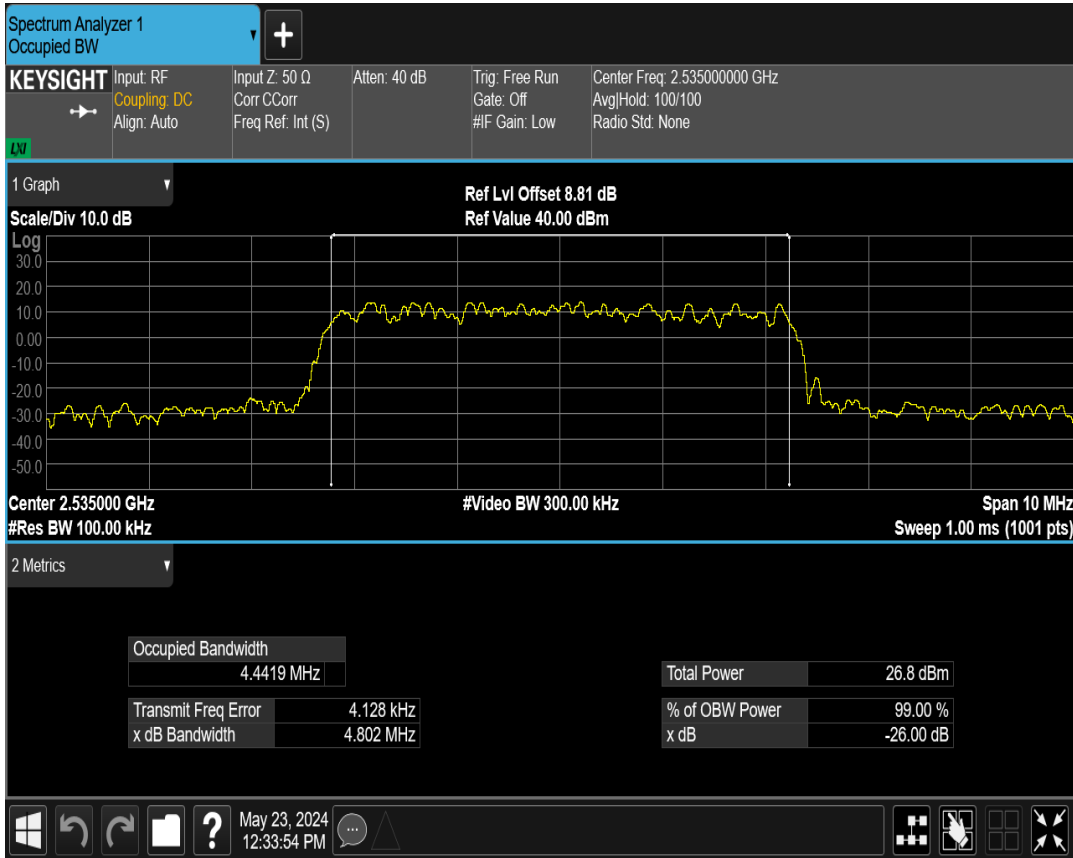 Spectrum Analyzer 1
Occupied BW
+
KEYSIGHT
LXI
Input: RF
Coupling: DC
Align: Auto
Input Z: 50 Ω
Corr CCorr
Freq Ref: Int (S)
Atten: 40 dB
Trig: Free Run
Gate: Off
#IF Gain: Low
Center Freq: 2.535000000 GHz
Avg|Hold: 100/100
Radio Std: None
1 Graph
Scale/Div 10.0 dB
Ref Lvl Offset 8.81 dB
Ref Value 40.00 dBm
Log
30.0
20.0
10.0
0.00
-10.0
-20.0
-30.0
-40.0
-50.0
Center 2.535000 GHz
#Video BW 300.00 kHz
Span 10 MHz
#Res BW 100.00 kHz
Sweep 1.00 ms (1001 pts)
2 Metrics
Occupied Bandwidth
4.4419 MHz
Transmit Freq Error 4.128 kHz
x dB Bandwidth 4.802 MHz
Total Power 26.8 dBm
% of OBW Power 99.00 %
x dB -26.00 dB
?
May 23, 2024
12:33:54 PM